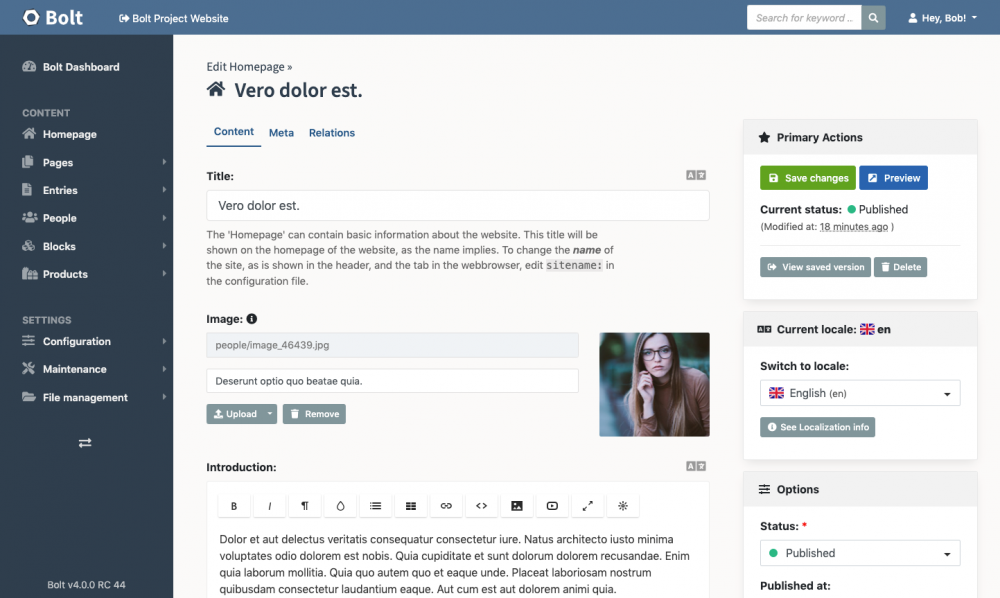 Bolt
Bolt Project Website
Search for keyword ..
Hey, Bob!
Bolt Dashboard
CONTENT
Homepage
Pages
Entries
People
Blocks
Products
SETTINGS
Configuration
Maintenance
File management
Bolt v4.0.0 RC 44
Edit Homepage »
Vero dolor est.
Content Meta Relations
Title:
Vero dolor est.
The 'Homepage' can contain basic information about the website. This title will
be shown on the homepage of the website, as the name implies. To change the name of
the site, as is shown in the header, and the tab in the webbrowser, edit sitename: in
the configuration file.
Image:
people/image_46439.jpg
Deserunt optio quo beatae quia.
Upload Remove
Introduction:
B I ¶
Dolor et aut delectus veritatis consequatur consectetur iure. Natus architecto iusto minima
voluptates odio dolorem est nobis. Quia cupiditate et sunt dolorum dolorem recusandae. Enim
quia laborum mollitia. Quia quo autem quo et eaque unde. Placeat laboriosam nostrum
quibusdam consectetur laudantium eaque. Aut cum est aut dolorem animi quia.
Primary Actions
Save changes Preview
Current status: Published
(Modified at: 18 minutes ago )
View saved version Delete
Current locale: en
Switch to locale:
English (en)
See Localization info
Options
Status: *
Published
Published at: